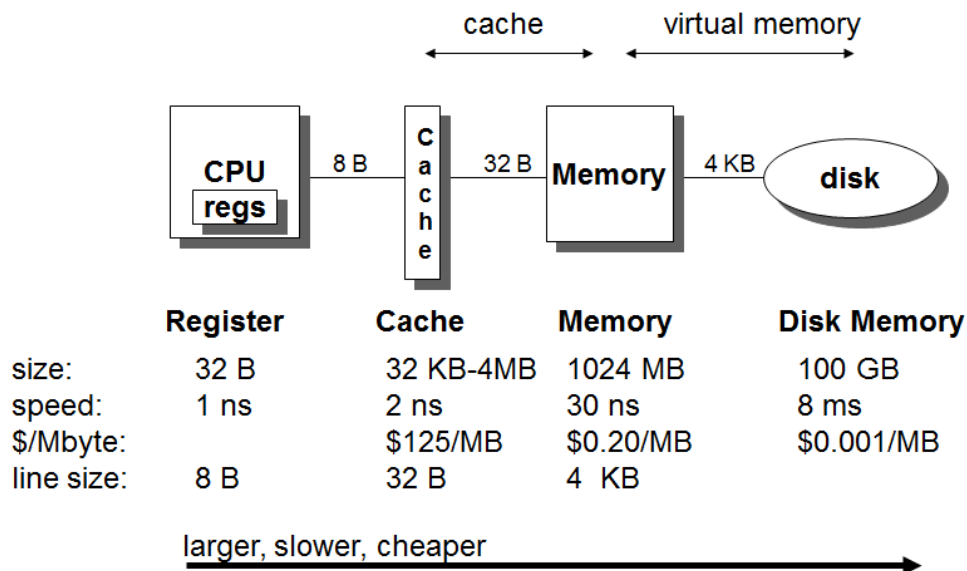 cache virtual memory
CPU
regs
8 B
Cache
32 B
Memory
4 KB
disk
Register Cache Memory Disk Memory
size: 32 B 32 KB-4MB 1024 MB 100 GB
speed: 1 ns 2 ns 30 ns 8 ms
$/Mbyte: $125/MB $0.20/MB $0.001/MB
line size: 8 B 32 B 4 KB
larger, slower, cheaper